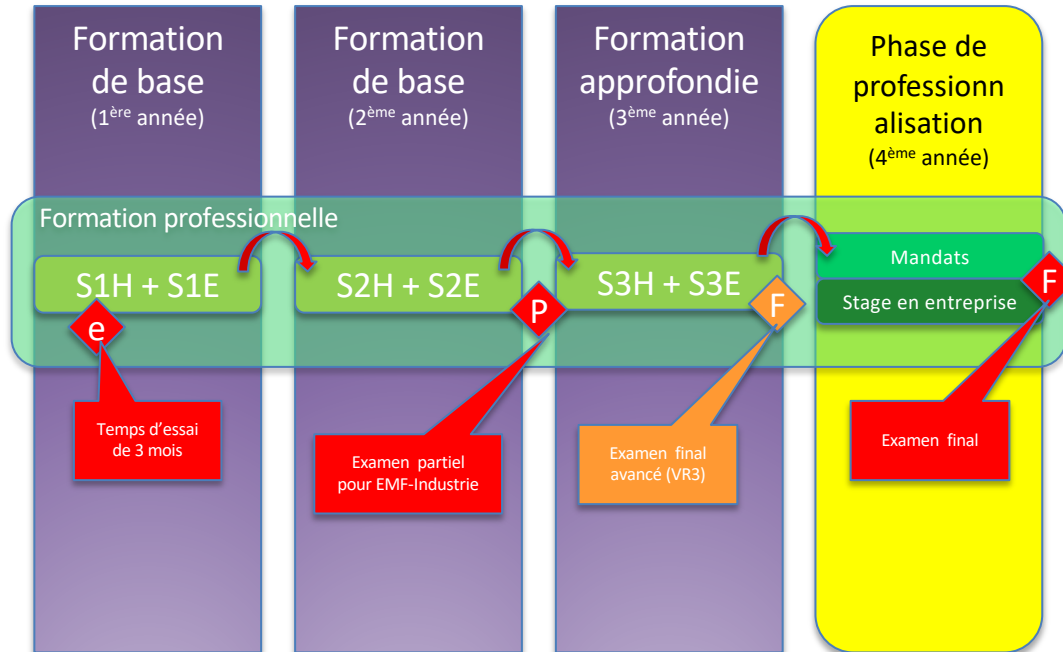 Formation
de base
(1ère année)
Formation
de base
(2ème année)
Formation
approfondie
(3ème année)
Phase de
professionn
alisation
(4ème année)
Formation professionnelle
S1H + S1E
S2H + S2E
S3H + S3E
Mandats
Stage en entreprise
e
P
F
F
Temps d'essai
de 3 mois
Examen partiel
pour EMF-Industrie
Examen final
avancé (VR3)
Examen final